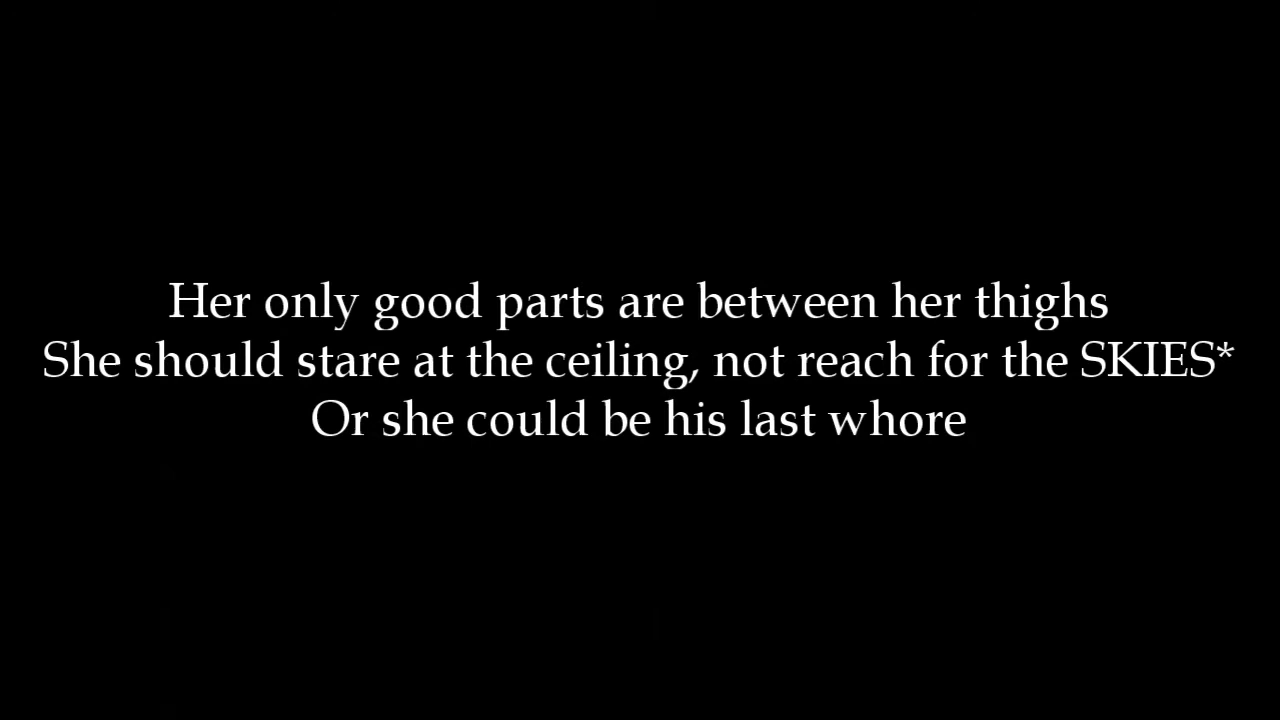 Her only good parts are between her thighs
She should stare at the ceiling, not reach for the SKIES*
Or she could be his last whore